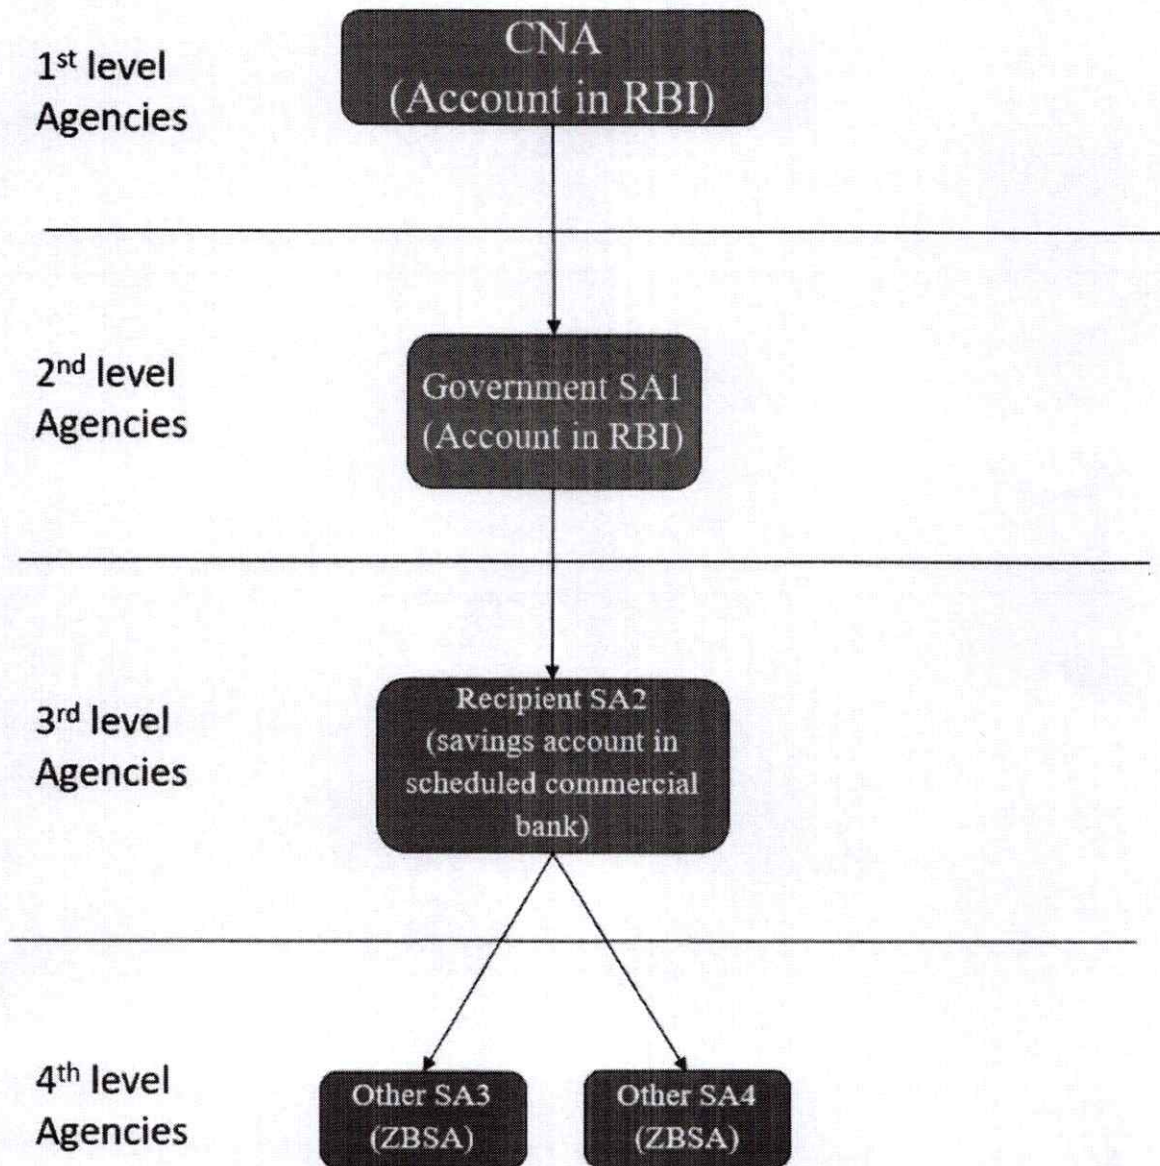 1st level
Agencies
CNA
(Account in RBI)
2nd level
Agencies
Government SA1
(Account in RBI)
3rd level
Agencies
Recipient SA2
(savings account in
scheduled commercial
bank)
4th level
Agencies
Other SA3
(ZBSA)
Other SA4
(ZBSA)